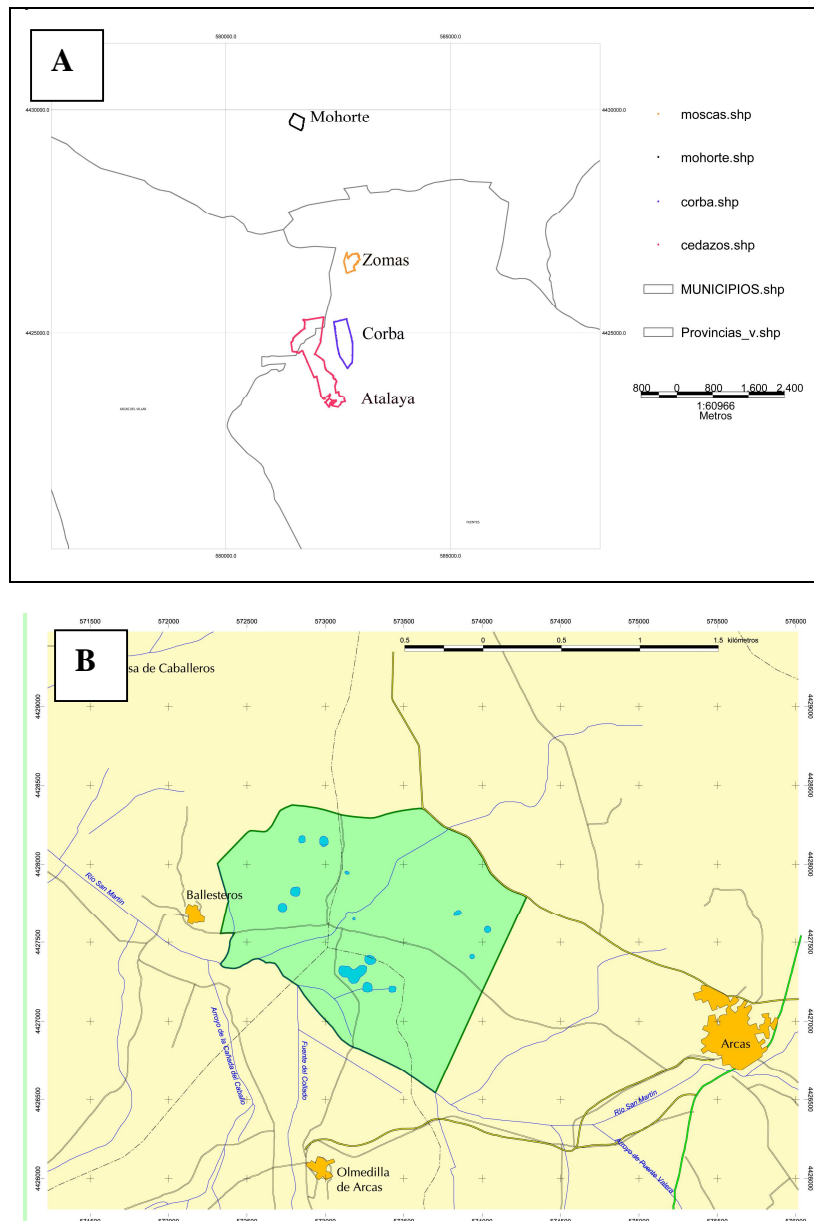 A
580000.0
585000.0
4430000.0
4430000.0
Mohorte
moscas.shp
mohorte.shp
corba.shp
Zomas
cedazos.shp
MUNICIPIOS.shp
4425000.0
Corba
4425000.0
Provincias_v.shp
Atalaya
800 0 800 1.600 2.400
1:60966
Metros
FUENTES
580000.0
585000.0
571500 572000 572500 573000 573500 574000 574500 575000 575500 576000
B
0.5 0 0.5 1 1.5 kilómetros
sa de Caballeros
4429000
4429000
4428500
4428500
4428000
4428000
Río San Martín
Ballesteros
4427500
4427500
4427000
4427000
Arroyo de la Cañada del Caballo
Fuente del Collado
Arcas
4426500
4426500
Río San Martín
Arroyo de Fuente Valera
Olmedilla
de Arcas
4426000
4426000